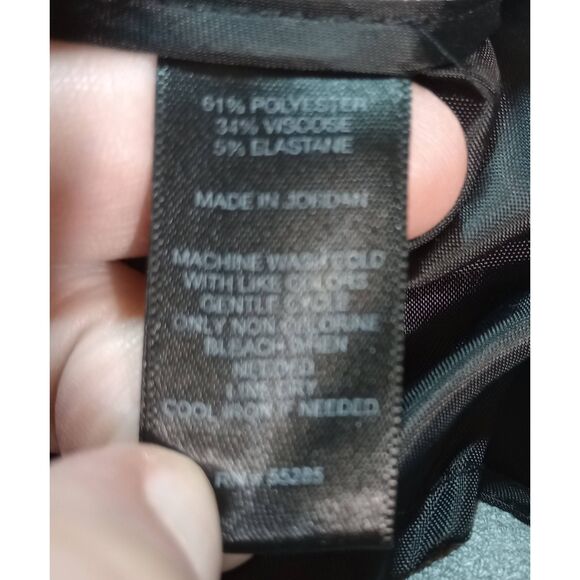 61% POLYESTER
34% VISCOSE
5% ELASTANE
MADE IN JORDAN
MACHINE WASH COLD
WITH LIKE COLORS
GENTLE CYCLE
ONLY NON CHLORINE
BLEACH WHEN
NEEDED
LINE DRY
COOL IRON IF NEEDED
RN# 55285